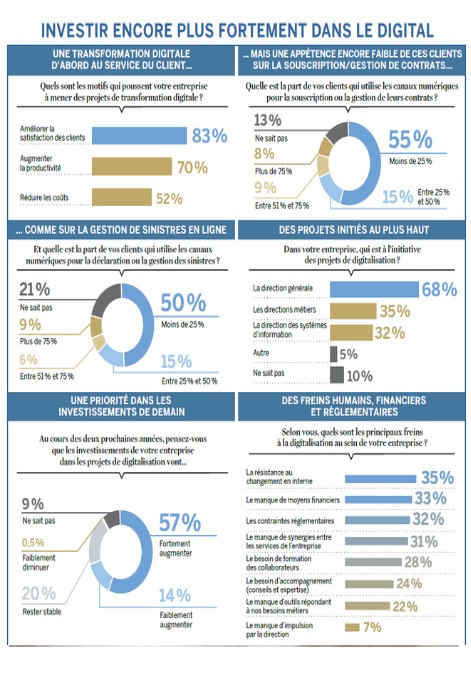 INVESTIR ENCORE PLUS FORTEMENT DANS LE DIGITAL
UNE TRANSFORMATION DIGITALE
D'ABORD AU SERVICE DU CLIENT...
Quels sont les motifs qui poussent votre entreprise
à mener des projets de transformation digitale ?
Améliorer la
satisfaction des clients
83%
Augmenter
la productivité
70%
Réduire les coûts
52%
... MAIS UNE APPÉTENCE ENCORE FAIBLE DE CES CLIENTS
SUR LA SOUSCRIPTION/GESTION DE CONTRATS...
Quelle est la part de vos clients qui utilise les canaux numériques
pour la souscription ou la gestion de leurs contrats ?
13%
Ne sait pas
8%
Plus de 75%
9%
Entre 51% et 75%
55%
Moins de 25%
15% Entre 25%
et 50%
... COMME SUR LA GESTION DE SINISTRES EN LIGNE
Et quelle est la part de vos clients qui utilise les canaux
numériques pour la déclaration ou la gestion des sinistres ?
21%
Ne sait pas
9%
Plus de 75%
6%
Entre 51% et 75%
50%
Moins de 25%
15%
Entre 25% et 50%
DES PROJETS INITIÉS AU PLUS HAUT
Dans votre entreprise, qui est à l'initiative
des projets de digitalisation ?
La direction générale
68%
Les directions métiers
35%
La direction des systèmes
d'information
32%
Autre
5%
Ne sait pas
10%
UNE PRIORITÉ DANS LES
INVESTISSEMENTS DE DEMAIN
Au cours des deux prochaines années, pensez-vous
que les investissements de votre entreprise
dans les projets de digitalisation vont...
9%
Ne sait pas
0,5%
Faiblement
diminuer
20%
Rester stable
57%
Fortement
augmenter
14%
Faiblement
augmenter
DES FREINS HUMAINS, FINANCIERS
ET RÈGLEMENTAIRES
Selon vous, quels sont les principaux freins
à la digitalisation au sein de votre entreprise ?
La résistance au
changement en interne
35%
Le manque de moyens financiers
33%
Les contraintes réglementaires
32%
Le manque de synergies entre
les services de l'entreprise
31%
Le besoin de formation
des collaborateurs
28%
Le besoin d'accompagnement
(conseils et expertise)
24%
Le manque d'outils répondant
à nos besoins métiers
22%
Le manque d'impulsion
par la direction
7%